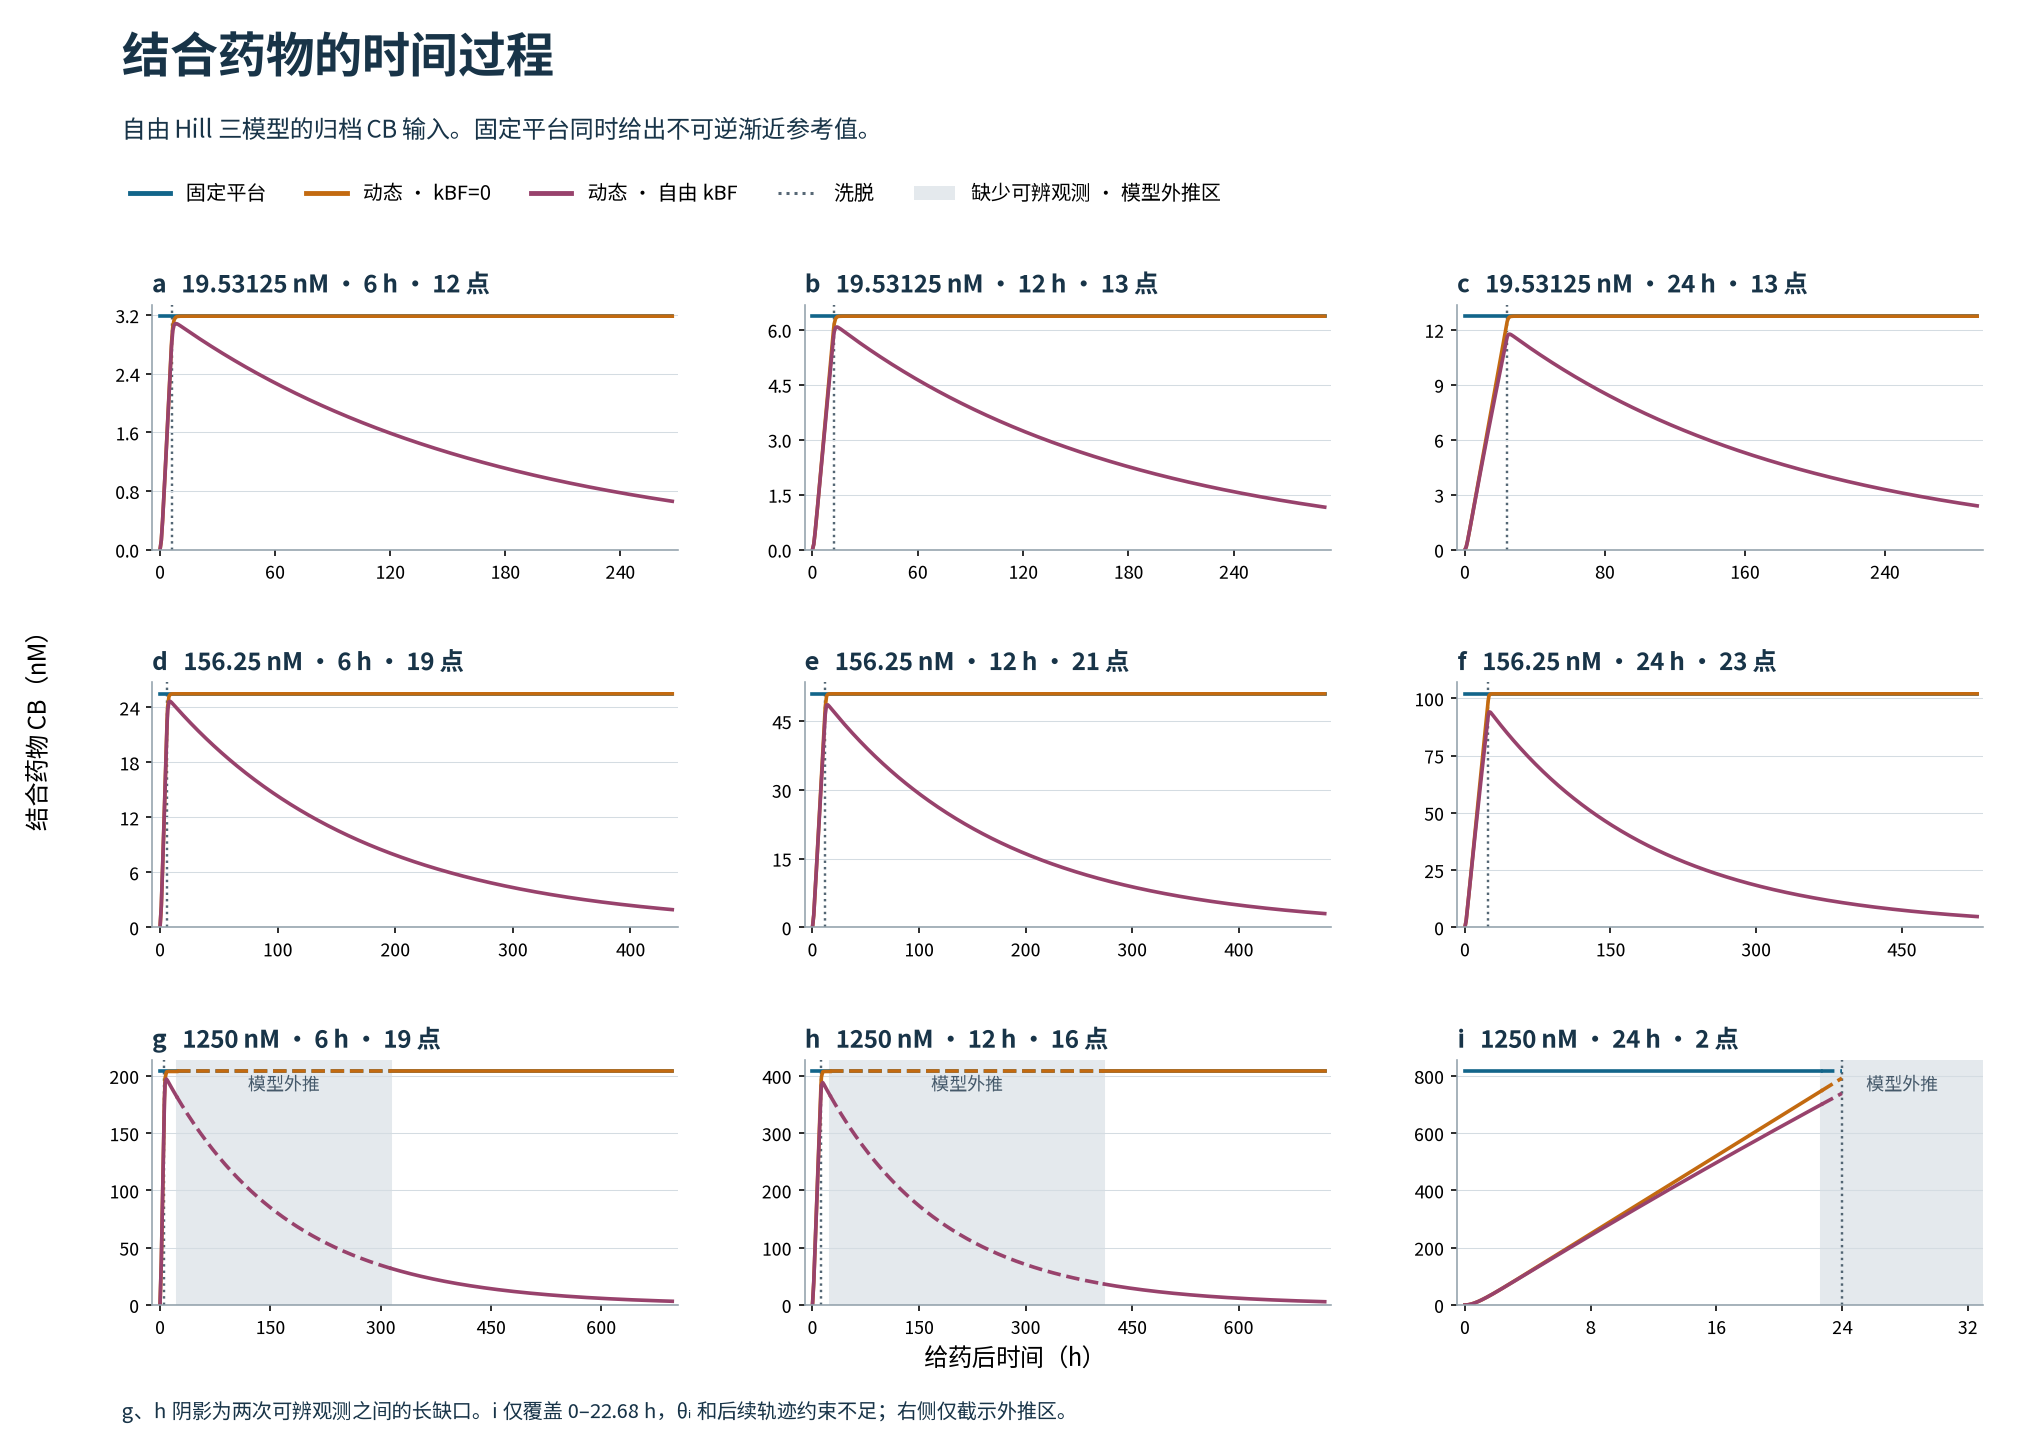 结合药物的时间过程
自由 Hill 三模型的归档 CB 输入。固定平台同时给出不可逆渐近参考值。
固定平台 动态 · kBF=0 动态 · 自由 kBF 洗脱 缺少可辨观测 · 模型外推区
a 19.53125 nM · 6 h · 12 点
3.2
2.4
1.6
0.8
0.0
0 60 120 180 240
b 19.53125 nM · 12 h · 13 点
6.0
4.5
3.0
1.5
0.0
0 60 120 180 240
c 19.53125 nM · 24 h · 13 点
12
9
6
3
0
0 80 160 240
结合药物 CB（nM）
d 156.25 nM · 6 h · 19 点
24
18
12
6
0
0 100 200 300 400
e 156.25 nM · 12 h · 21 点
45
30
15
0
0 100 200 300 400
f 156.25 nM · 24 h · 23 点
100
75
50
25
0
0 150 300 450
g 1250 nM · 6 h · 19 点
模型外推
200
150
100
50
0
0 150 300 450 600
h 1250 nM · 12 h · 16 点
模型外推
400
300
200
100
0
0 150 300 450 600
i 1250 nM · 24 h · 2 点
模型外推
800
600
400
200
0
0 8 16 24 32
给药后时间（h）
g、h 阴影为两次可辨观测之间的长缺口。i 仅覆盖 0–22.68 h，θᵢ 和后续轨迹约束不足；右侧仅截示外推区。